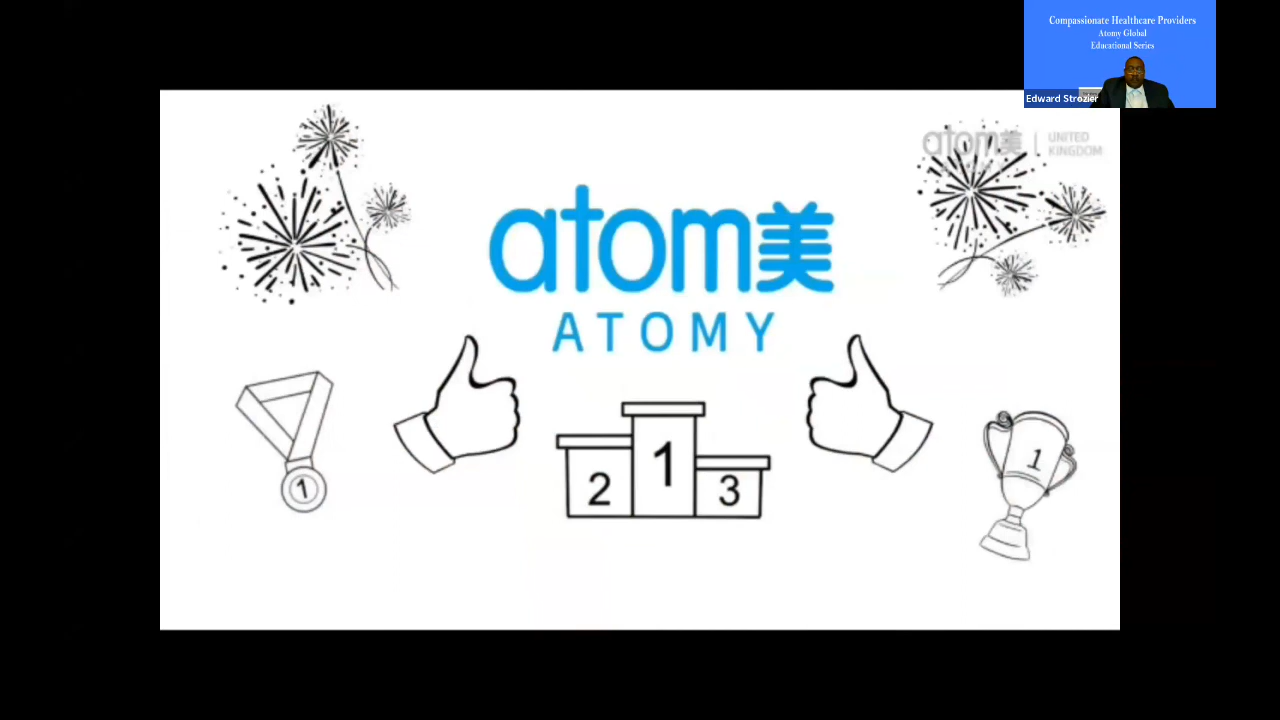 Compassionate Healthcare Providers
Atomy Global
Educational Series
Edward Strozier
atom美 | UNITED KINGDOM
atom美
ATOMY
1
2
3
1
1